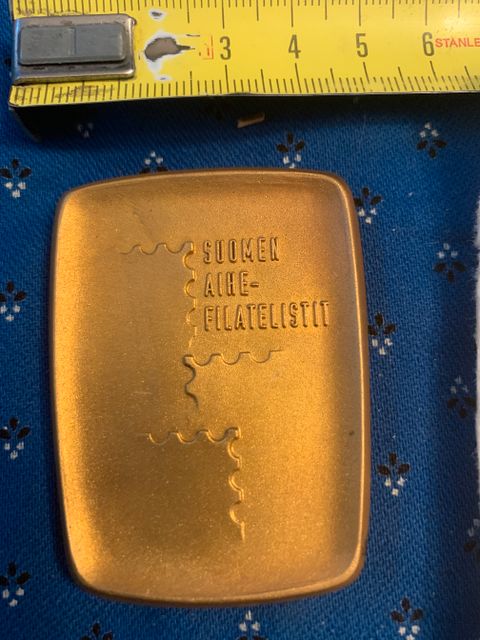 3 4 5 6 STANLE
SUOMEN
AIHE-
FILATELISTIT